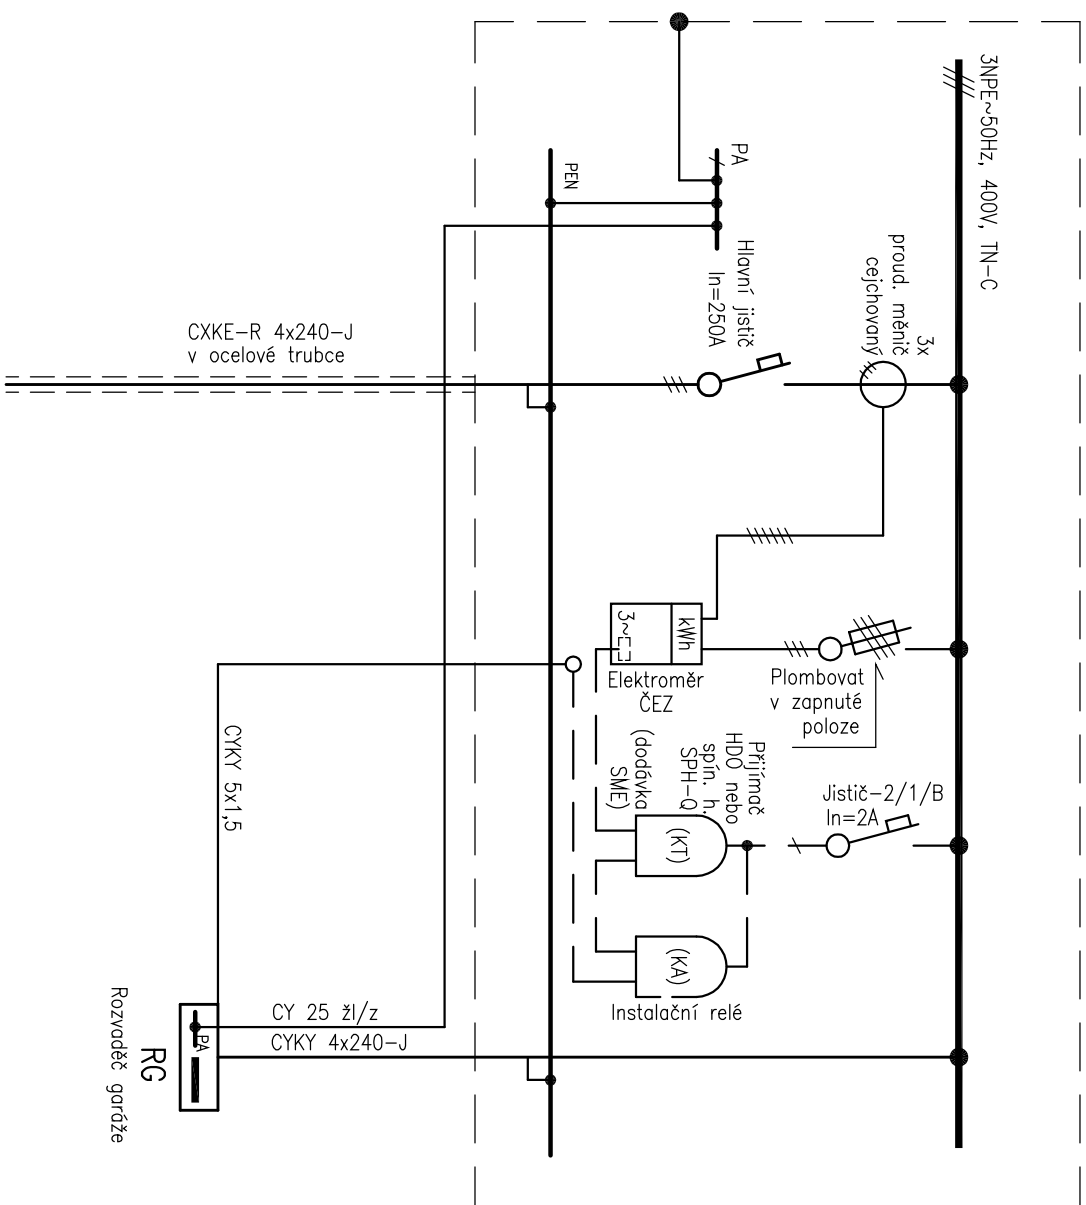 3NPE~50Hz, 400V, TN-C
PA
PEN
Hlavní jistič
In=250A
3x
proud. měnič
cejchovaný
CXKE-R 4x240-J
v ocelové trubce
kWh
3~
Elektroměr
ČEZ
Plombovat
v zapnuté
poloze
Přijímač
HDO nebo
spín. h.
SPH-Q
(dodávka
SME)
Jistič-2/1/B
In=2A
(KT)
(KA)
Instalační relé
CYKY 5x1,5
CY 25 žl/z
CYKY 4x240-J
PA
RG
Rozvaděč garáže